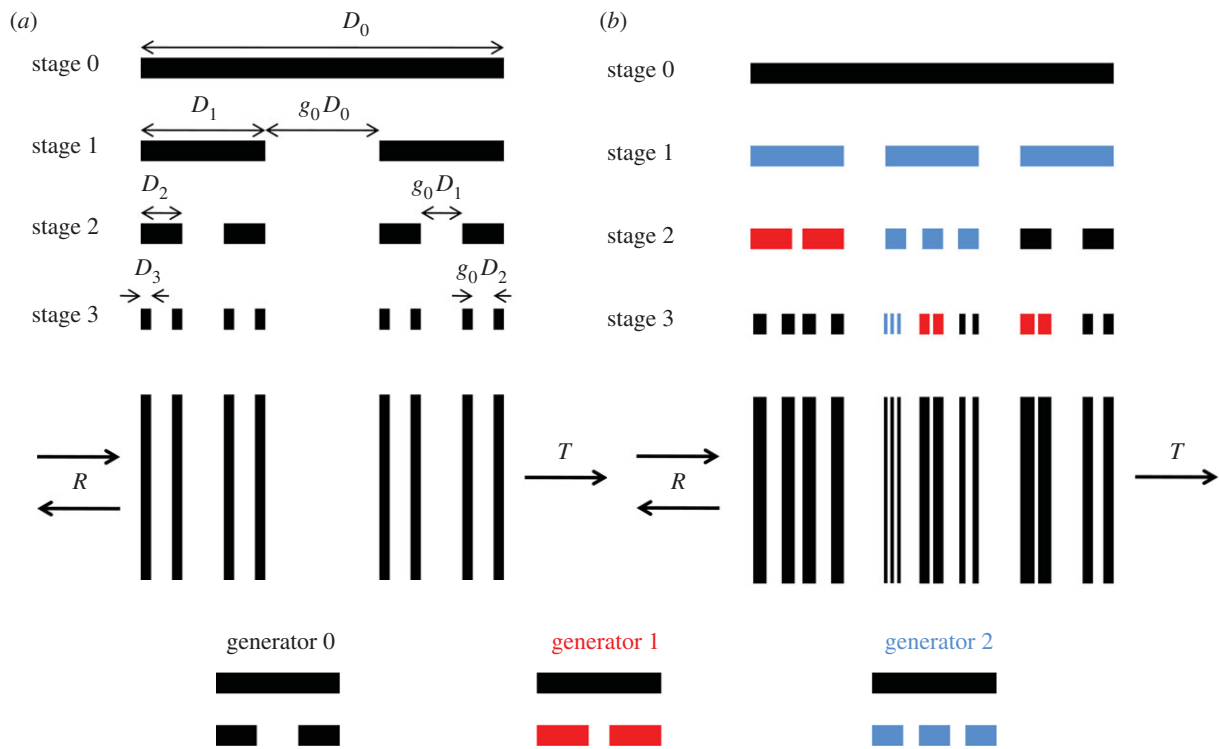 (a)
D0
stage 0
D1
g0D0
stage 1
D2
g0D1
stage 2
D3
g0D2
stage 3
R
T
(b)
stage 0
stage 1
stage 2
stage 3
R
T
generator 0
generator 1
generator 2